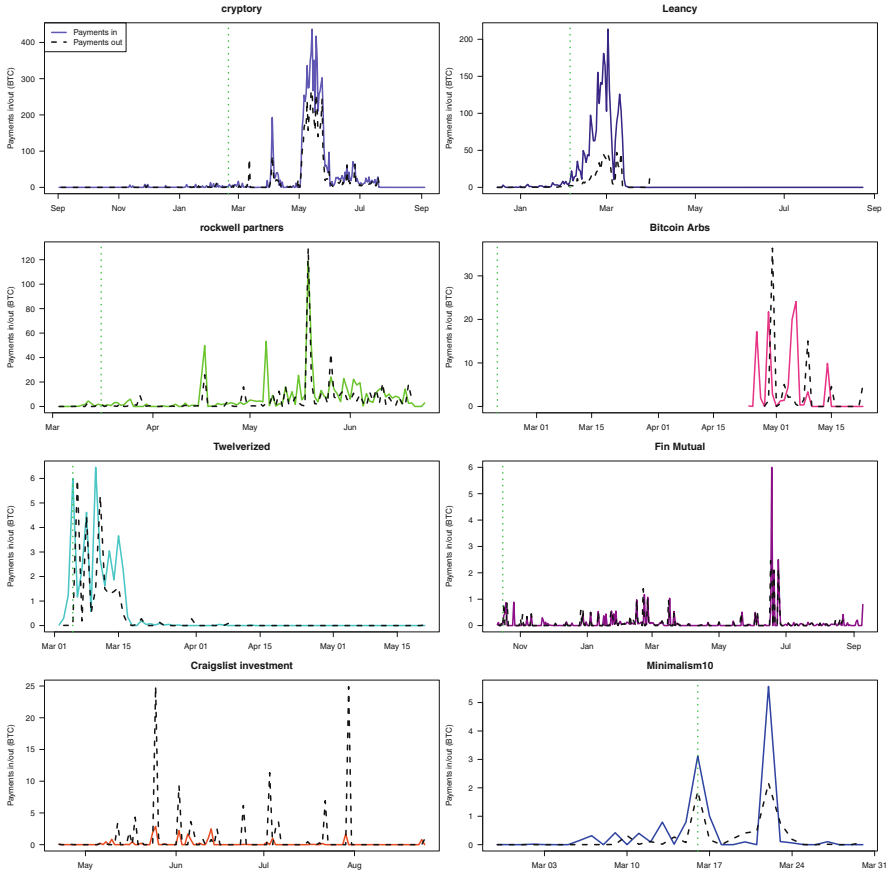 cryptory
Payments in/out (BTC)
400
300
200
100
0
Payments in
Payments out
Sep Nov Jan Mar May Jul Sep
Leancy
Payments in/out (BTC)
200
150
100
50
0
Jan Mar May Jul Sep
rockwell partners
Payments in/out (BTC)
120
100
80
60
40
20
0
Mar Apr May Jun
Bitcoin Arbs
Payments in/out (BTC)
30
20
10
0
Mar 01 Mar 15 Apr 01 Apr 15 May 01 May 15
Twelverized
Payments in/out (BTC)
6
5
4
3
2
1
0
Mar 01 Mar 15 Apr 01 Apr 15 May 01 May 15
Fin Mutual
Payments in/out (BTC)
6
5
4
3
2
1
0
Nov Jan Mar May Jul Sep
Craigslist investment
Payments in/out (BTC)
25
20
15
10
5
0
May Jun Jul Aug
Minimalism10
Payments in/out (BTC)
5
4
3
2
1
0
Mar 03 Mar 10 Mar 17 Mar 24 Mar 31